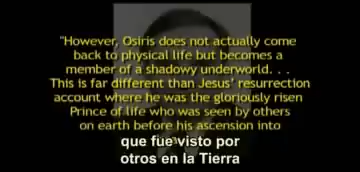 "However, Osiris does not actually come
back to physical life but becomes a
member of a shadowy underworld. . .
This is far different than Jesus' resurrection
account where he was the gloriously risen
Prince of life who was seen by others
on earth before his ascension into
que fue visto por
otros en la Tierra